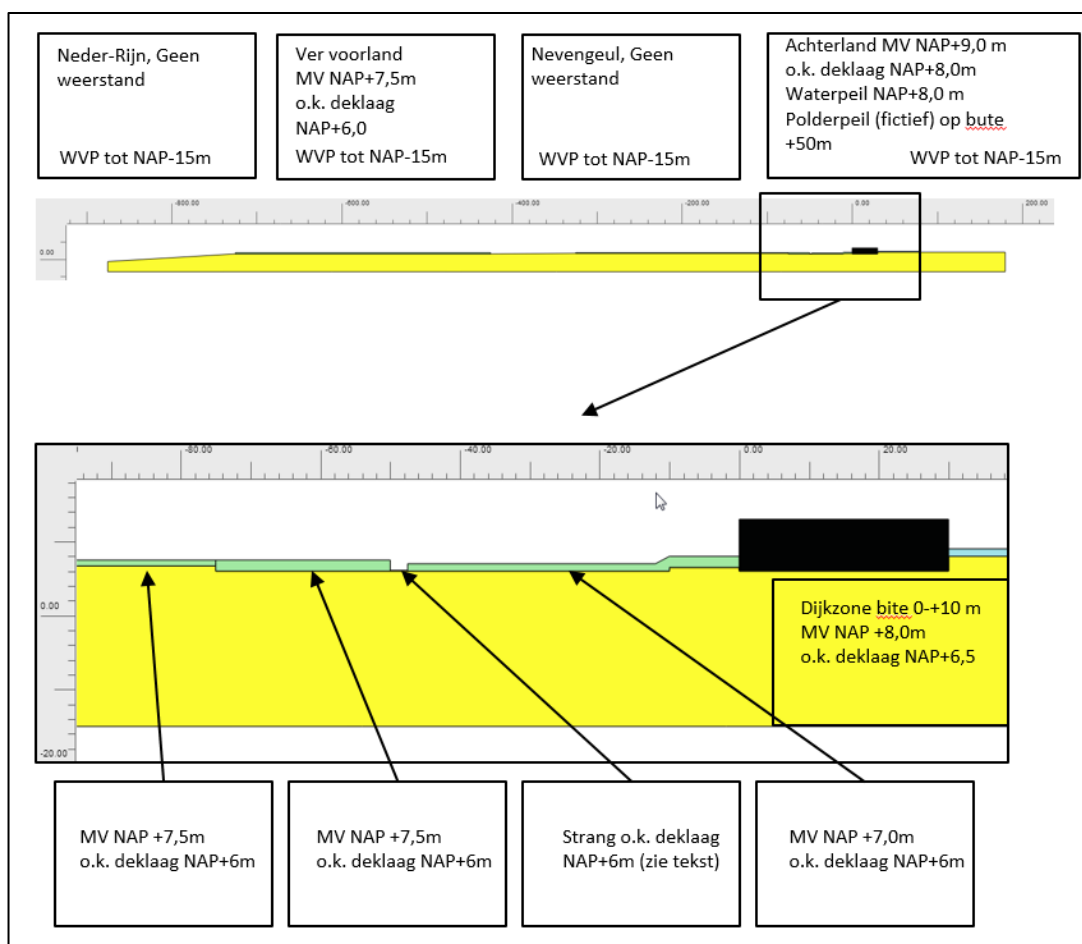 Neder-Rijn, Geen
weerstand
WVP tot NAP-15m
Ver voorland
MV NAP+7,5m
o.k. deklaag
NAP+6,0
WVP tot NAP-15m
Nevengeul, Geen
weerstand
WVP tot NAP-15m
Achterland MV NAP+9,0 m
o.k. deklaag NAP+8,0m
Waterpeil NAP+8,0 m
Polderpeil (fictief) op bute
+50m
WVP tot NAP-15m
-800.00 -600.00 -400.00 -200.00 0.00 200.00
0.00
-80.00 -60.00 -40.00 -20.00 0.00 20.00
0.00
-20.00
Dijkzone bite 0-+10 m
MV NAP +8,0m
o.k. deklaag NAP+6,5
MV NAP +7,5m
o.k. deklaag NAP+6m
MV NAP +7,5m
o.k. deklaag NAP+6m
Strang o.k. deklaag
NAP+6m (zie tekst)
MV NAP +7,0m
o.k. deklaag NAP+6m